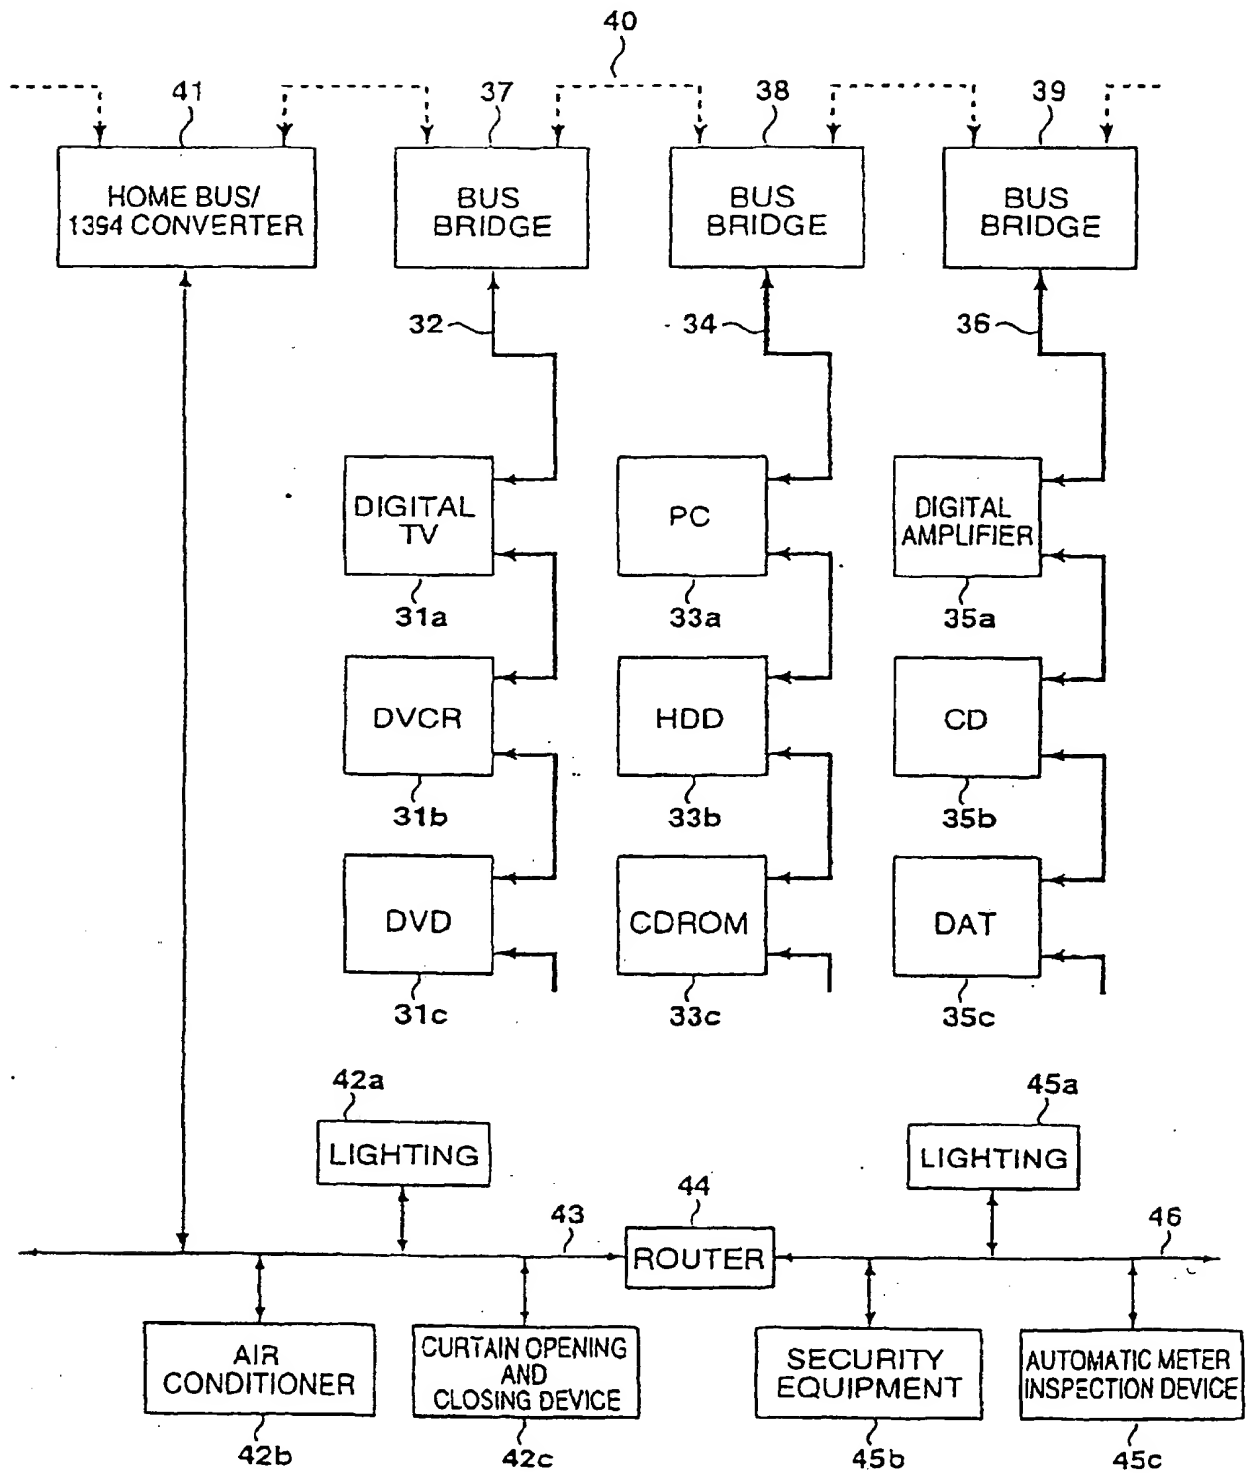 40
41
37
38
39
HOME BUS/
1394 CONVERTER
BUS
BRIDGE
BUS
BRIDGE
BUS
BRIDGE
32
34
36
DIGITAL
TV
PC
DIGITAL
AMPLIFIER
31a
33a
35a
DVCR
HDD
CD
31b
33b
35b
DVD
CDROM
DAT
31c
33c
35c
42a
45a
LIGHTING
LIGHTING
43
44
46
ROUTER
AIR
CONDITIONER
CURTAIN OPENING
AND
CLOSING DEVICE
SECURITY
EQUIPMENT
AUTOMATIC METER
INSPECTION DEVICE
42b
42c
45b
45c